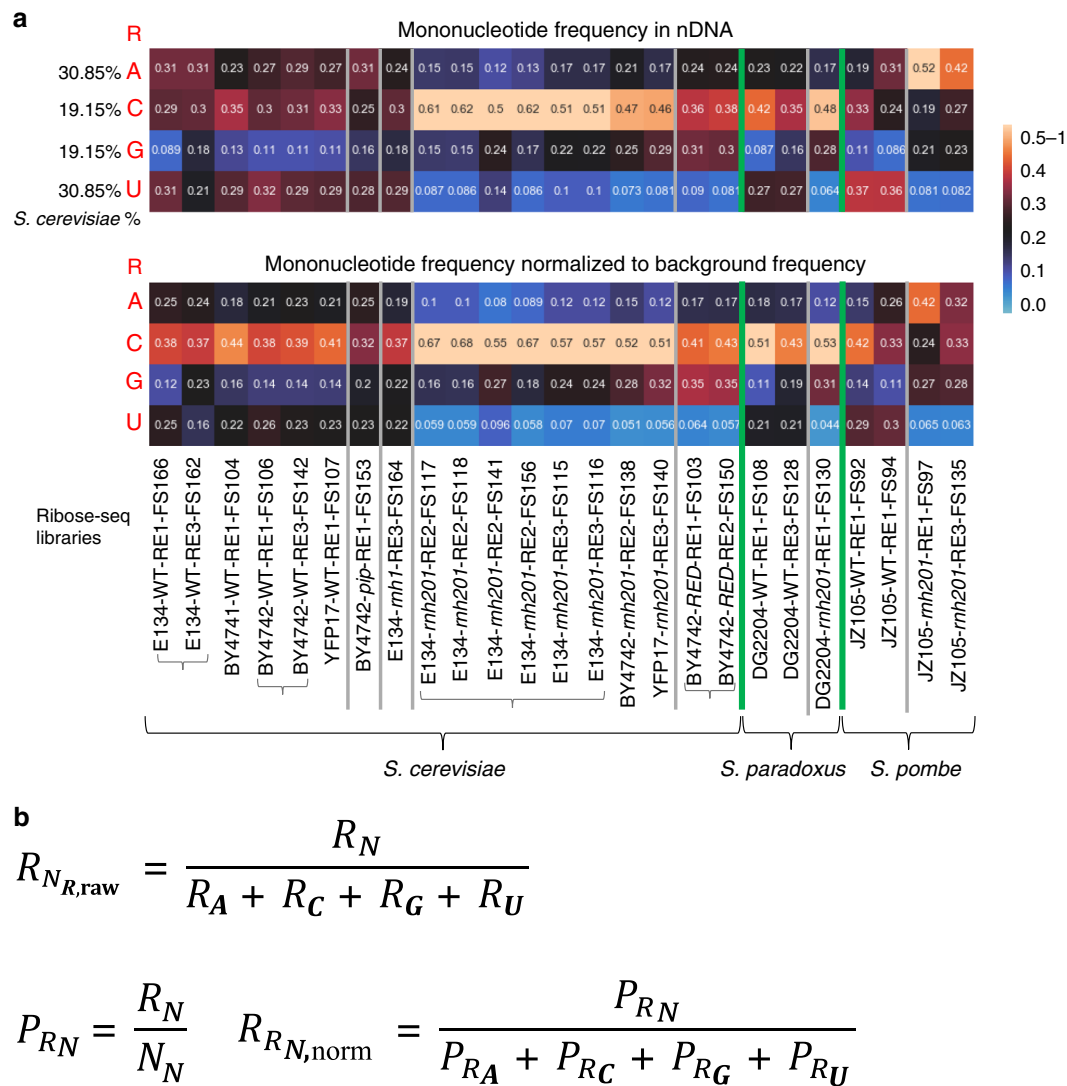 a
R
Mononucleotide frequency in nDNA
30.85% A 0.31 0.31 0.23 0.27 0.29 0.27 0.31 0.24 0.15 0.15 0.12 0.13 0.17 0.17 0.21 0.17 0.24 0.24 0.23 0.22 0.17 0.19 0.31 0.52 0.42
19.15% C 0.29 0.3 0.35 0.3 0.31 0.33 0.25 0.3 0.61 0.62 0.5 0.62 0.51 0.51 0.47 0.46 0.36 0.38 0.42 0.35 0.48 0.33 0.24 0.19 0.27
19.15% G 0.089 0.18 0.13 0.11 0.11 0.11 0.16 0.18 0.15 0.15 0.24 0.17 0.22 0.22 0.25 0.29 0.31 0.3 0.087 0.16 0.28 0.11 0.086 0.21 0.23
30.85% U 0.31 0.21 0.29 0.32 0.29 0.29 0.28 0.29 0.087 0.086 0.14 0.086 0.1 0.1 0.073 0.081 0.09 0.081 0.27 0.27 0.064 0.37 0.36 0.081 0.082
S. cerevisiae %
0.5–1
0.4
0.3
0.2
0.1
0.0
R
Mononucleotide frequency normalized to background frequency
A 0.25 0.24 0.18 0.21 0.23 0.21 0.25 0.19 0.1 0.1 0.08 0.089 0.12 0.12 0.15 0.12 0.17 0.17 0.18 0.17 0.12 0.15 0.26 0.42 0.32
C 0.38 0.37 0.44 0.38 0.39 0.41 0.32 0.37 0.67 0.68 0.55 0.67 0.57 0.57 0.52 0.51 0.41 0.43 0.51 0.43 0.53 0.42 0.33 0.24 0.33
G 0.12 0.23 0.16 0.14 0.14 0.14 0.2 0.22 0.16 0.16 0.27 0.18 0.24 0.24 0.28 0.32 0.35 0.35 0.11 0.19 0.31 0.14 0.11 0.27 0.28
U 0.25 0.16 0.22 0.26 0.23 0.23 0.23 0.22 0.059 0.059 0.096 0.058 0.07 0.07 0.051 0.056 0.064 0.057 0.21 0.21 0.044 0.29 0.3 0.065 0.063
Ribose-seq
libraries
E134-WT-RE1-FS166
E134-WT-RE3-FS162
BY4741-WT-RE1-FS104
BY4742-WT-RE1-FS106
BY4742-WT-RE3-FS142
YFP17-WT-RE1-FS107
BY4742-pip-RE1-FS153
E134-rnh1-RE3-FS164
E134-rnh201-RE2-FS117
E134-rnh201-RE2-FS118
E134-rnh201-RE2-FS141
E134-rnh201-RE2-FS156
E134-rnh201-RE3-FS115
E134-rnh201-RE3-FS116
BY4742-rnh201-RE2-FS138
YFP17-rnh201-RE3-FS140
BY4742-RED-RE1-FS103
BY4742-RED-RE2-FS150
DG2204-WT-RE1-FS108
DG2204-WT-RE3-FS128
DG2204-rnh201-RE1-FS130
JZ105-WT-RE1-FS92
JZ105-WT-RE1-FS94
JZ105-rnh201-RE1-FS97
JZ105-rnh201-RE3-FS135
S. cerevisiae
S. paradoxus
S. pombe
b
R_{N_{R,raw}} = R_N / (R_A + R_C + R_G + R_U)
P_{R_N} = R_N / N_N
R_{R_{N,norm}} = P_{R_N} / (P_{R_A} + P_{R_C} + P_{R_G} + P_{R_U})